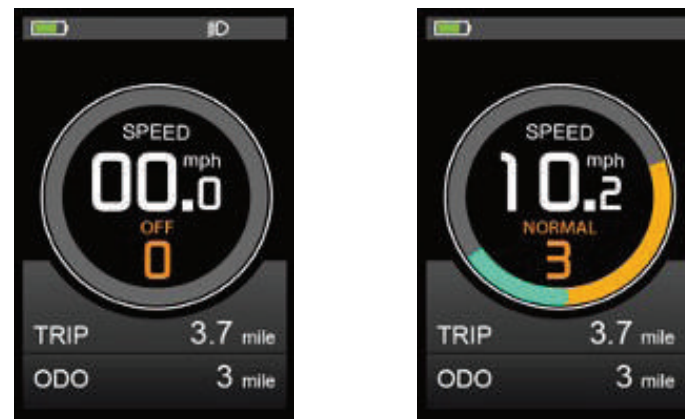 SPEED
00.0 mph
OFF
0
TRIP 3.7 mile
ODO 3 mile
SPEED
10.2 mph
NORMAL
3
TRIP 3.7 mile
ODO 3 mile